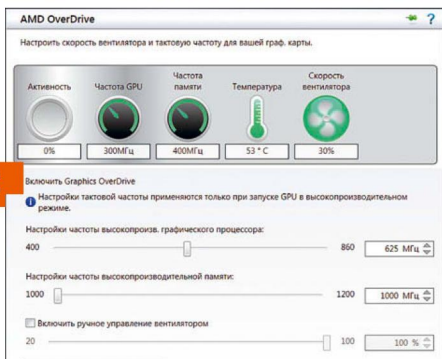 AMD OverDrive
?
Настроить скорость вентилятора и тактовую частоту для вашей граф. карты.
Активность
Частота GPU
Частота
памяти
Температура
Скорость
вентилятора
0%
300МГц
400МГц
53 ° C
30%
Включить Graphics OverDrive
Настройки тактовой частоты применяются только при запуске GPU в высокопроизводительном
режиме.
Настройки частоты высокопроизв. графического процессора:
400 860 625 МГц
Настройки частоты высокопроизводительной памяти:
1000 1200 1000 МГц
Включить ручное управление вентилятором
20 100 100 %